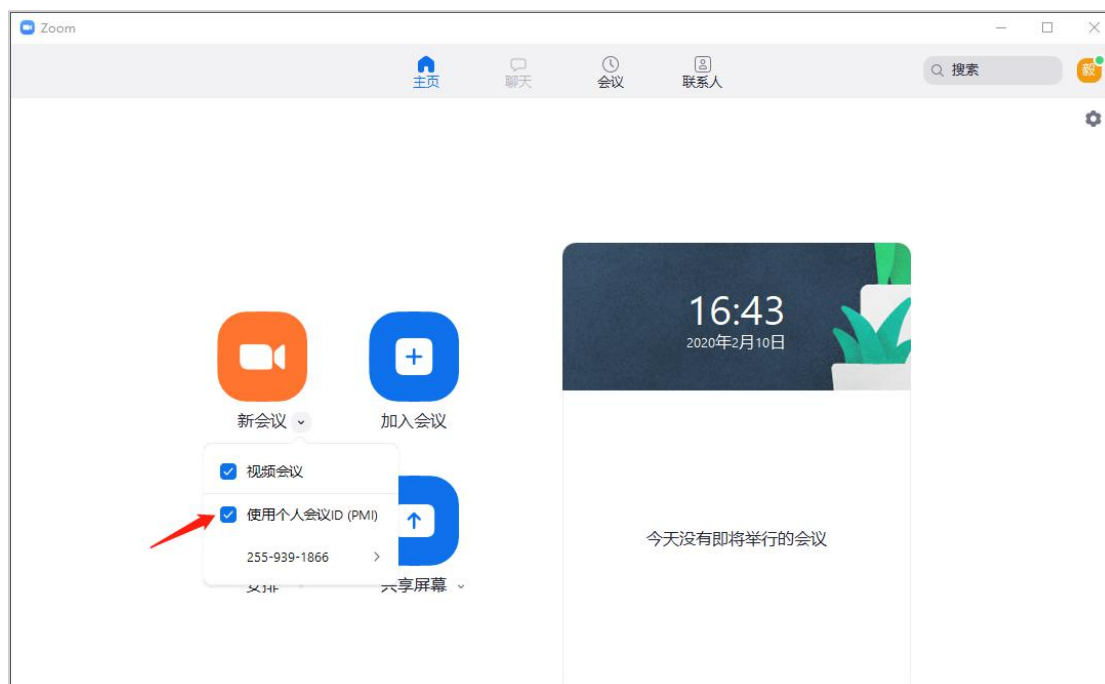 Zoom
主页
聊天
会议
联系人
搜索
毅
16:43
2020年2月10日
新会议
加入会议
视频会议
使用个人会议ID (PMI)
255-939-1866
安排
共享屏幕
今天没有即将举行的会议